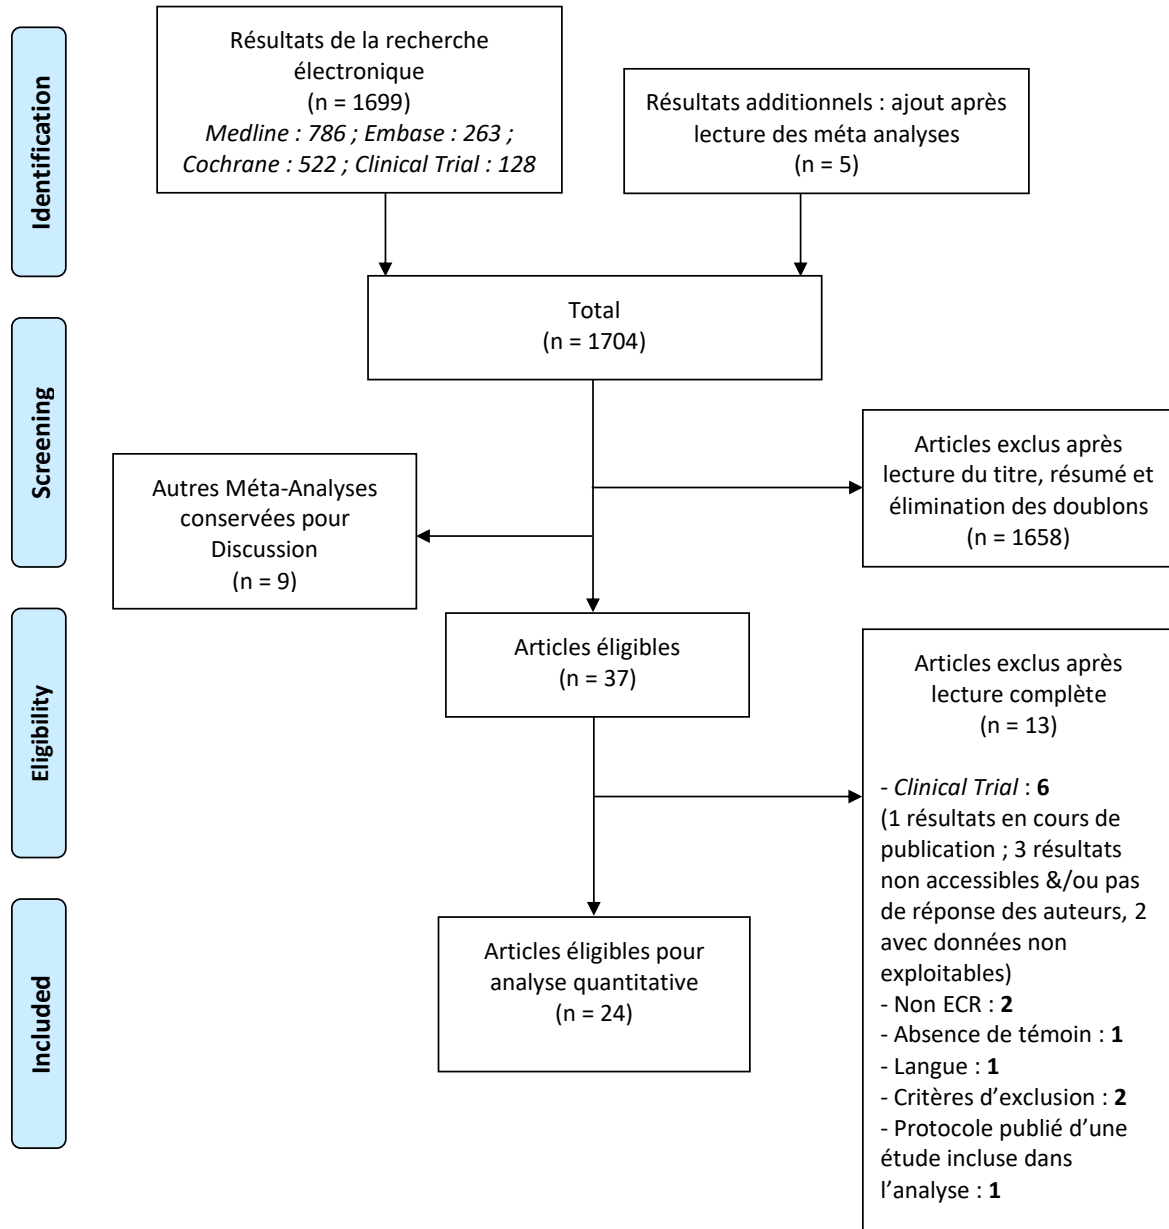 Identification
Résultats de la recherche
électronique
(n = 1699)
Medline : 786 ; Embase : 263 ;
Cochrane : 522 ; Clinical Trial : 128
Résultats additionnels : ajout après
lecture des méta analyses
(n = 5)
Total
(n = 1704)
Screening
Autres Méta-Analyses
conservées pour
Discussion
(n = 9)
Articles exclus après
lecture du titre, résumé et
élimination des doublons
(n = 1658)
Eligibility
Articles éligibles
(n = 37)
Articles exclus après
lecture complète
(n = 13)
- Clinical Trial : 6
(1 résultats en cours de
publication ; 3 résultats
non accessibles &/ou pas
de réponse des auteurs, 2
avec données non
exploitables)
- Non ECR : 2
- Absence de témoin : 1
- Langue : 1
- Critères d’exclusion : 2
- Protocole publié d’une
étude incluse dans
l’analyse : 1
Included
Articles éligibles pour
analyse quantitative
(n = 24)